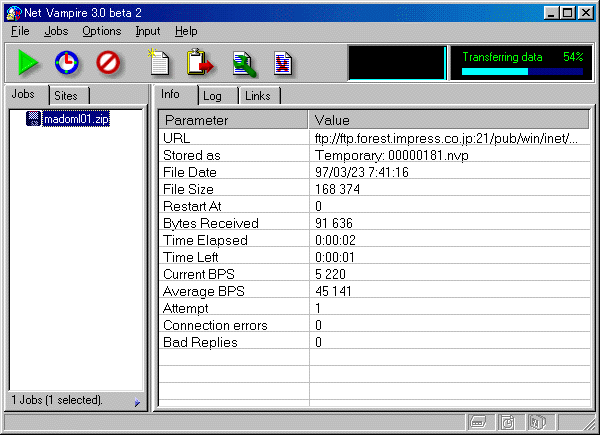 Net Vampire 3.0 beta 2
File Jobs Options Input Help
Transferring data 54%
Jobs Sites
madoml01.zip
1 Jobs (1 selected).
Info Log Links
Parameter Value
URL ftp://ftp.forest.impress.co.jp:21/pub/win/inet/...
Stored as Temporary: 00000181.nvp
File Date 97/03/23 7:41:16
File Size 168 374
Restart At 0
Bytes Received 91 636
Time Elapsed 0:00:02
Time Left 0:00:01
Current BPS 5 220
Average BPS 45 141
Attempt 1
Connection errors 0
Bad Replies 0